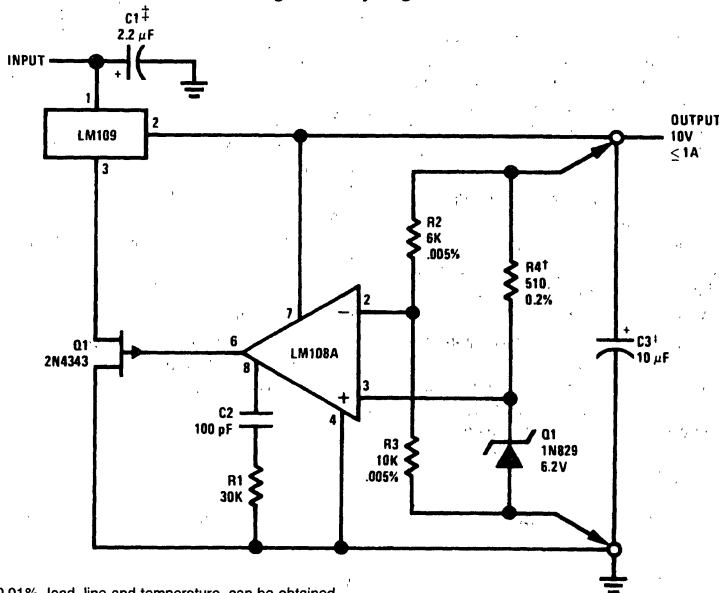 C1‡
2.2 μF
INPUT
+
1
LM109
2
3
OUTPUT
10V
≤ 1A
R2
6K
.005%
R4†
510
0.2%
7
2
−
Q1
2N4343
6
LM108A
8
+
3
4
C3‡
+
10 μF
C2
100 pF
R3
10K
.005%
Q1
1N829
6.2V
R1
30K
0.01%, load, line and temperature, can be obtained